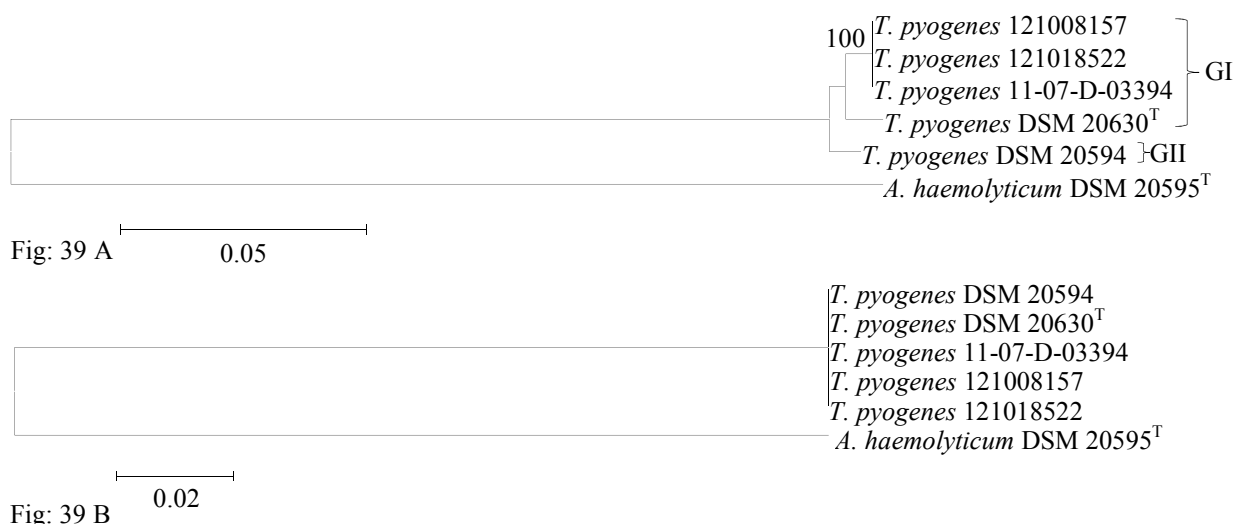 T. pyogenes 121008157
100
T. pyogenes 121018522
T. pyogenes 11-07-D-03394
GI
T. pyogenes DSM 20630ᵀ
T. pyogenes DSM 20594
GII
A. haemolyticum DSM 20595ᵀ
Fig: 39 A
0.05
T. pyogenes DSM 20594
T. pyogenes DSM 20630ᵀ
T. pyogenes 11-07-D-03394
T. pyogenes 121008157
T. pyogenes 121018522
A. haemolyticum DSM 20595ᵀ
0.02
Fig: 39 B